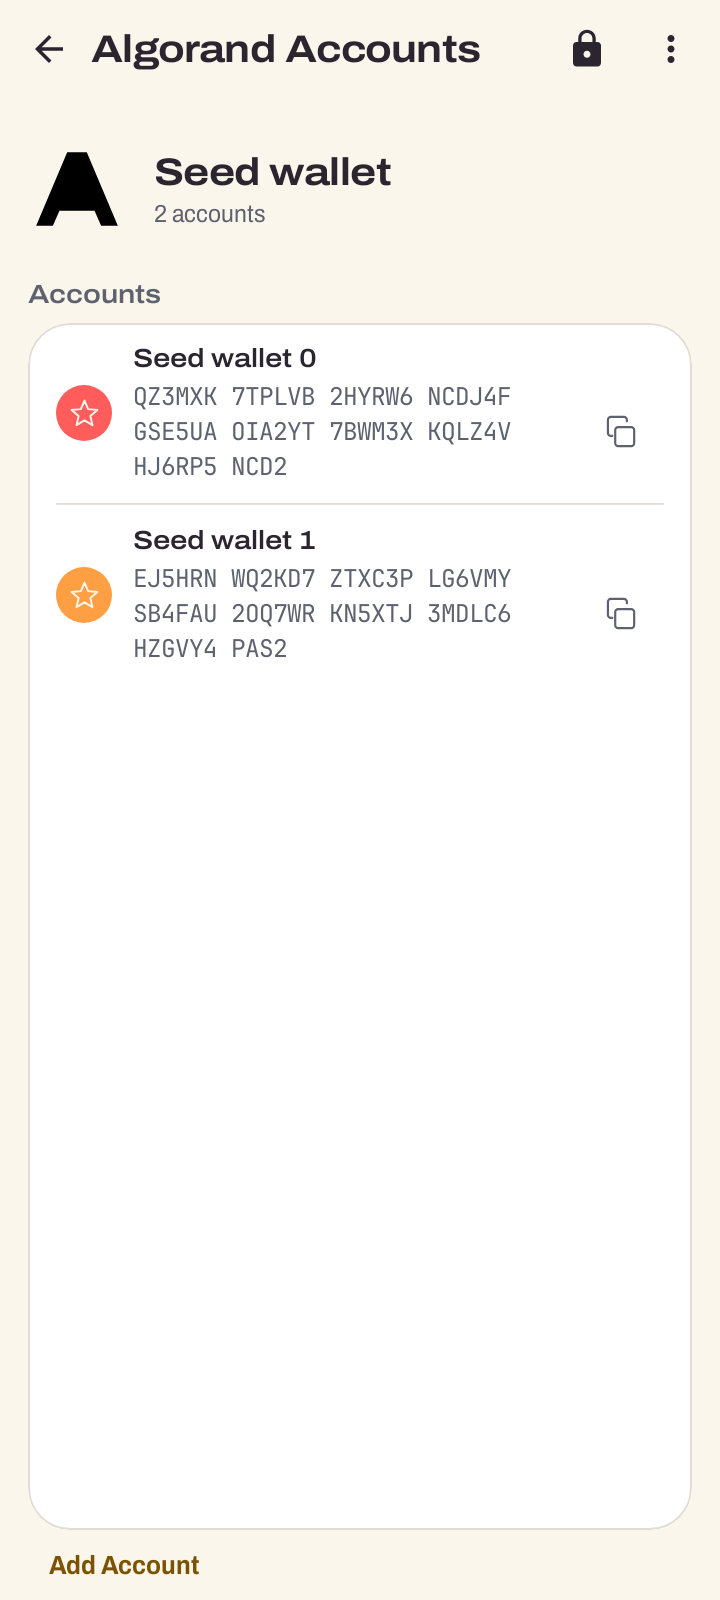 Algorand Accounts
Seed wallet
2 accounts
Accounts
Seed wallet 0
QZ3MXK 7TPLVB 2HYRW6 NCDJ4F
GSE5UA OIA2YT 7BWM3X KQLZ4V
HJ6RP5 NCD2
Seed wallet 1
EJ5HRN WQ2KD7 ZTXC3P LG6VMY
SB4FAU 2OQ7WR KN5XTJ 3MDLC6
HZGVY4 PAS2
Add Account